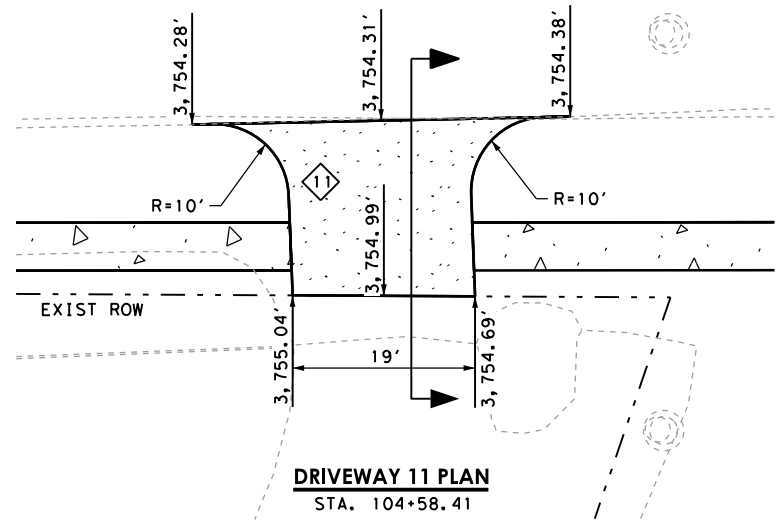 3,754.28'
3,754.31'
3,754.38'
11
R=10'
R=10'
3,754.99'
EXIST ROW
3,755.04'
19'
3,754.69'
DRIVEWAY 11 PLAN
STA. 104+58.41